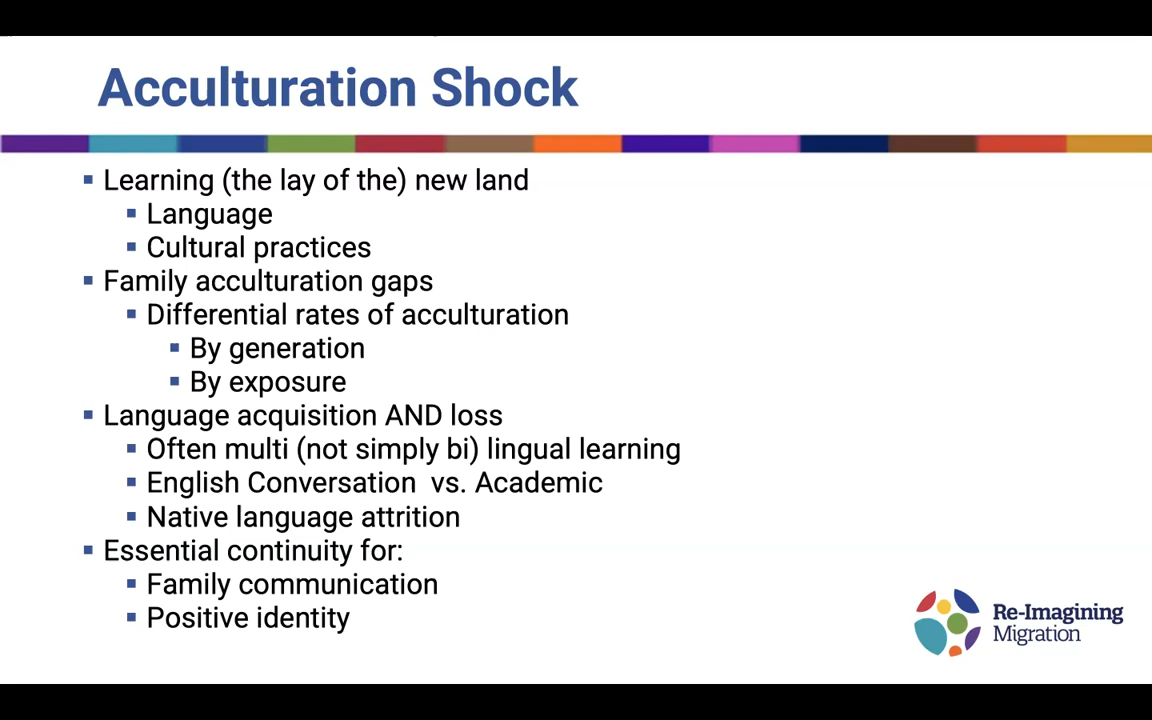 Acculturation Shock
▪ Learning (the lay of the) new land
▪ Language
▪ Cultural practices
▪ Family acculturation gaps
▪ Differential rates of acculturation
▪ By generation
▪ By exposure
▪ Language acquisition AND loss
▪ Often multi (not simply bi) lingual learning
▪ English Conversation  vs. Academic
▪ Native language attrition
▪ Essential continuity for:
▪ Family communication
▪ Positive identity
Re-Imagining
Migration